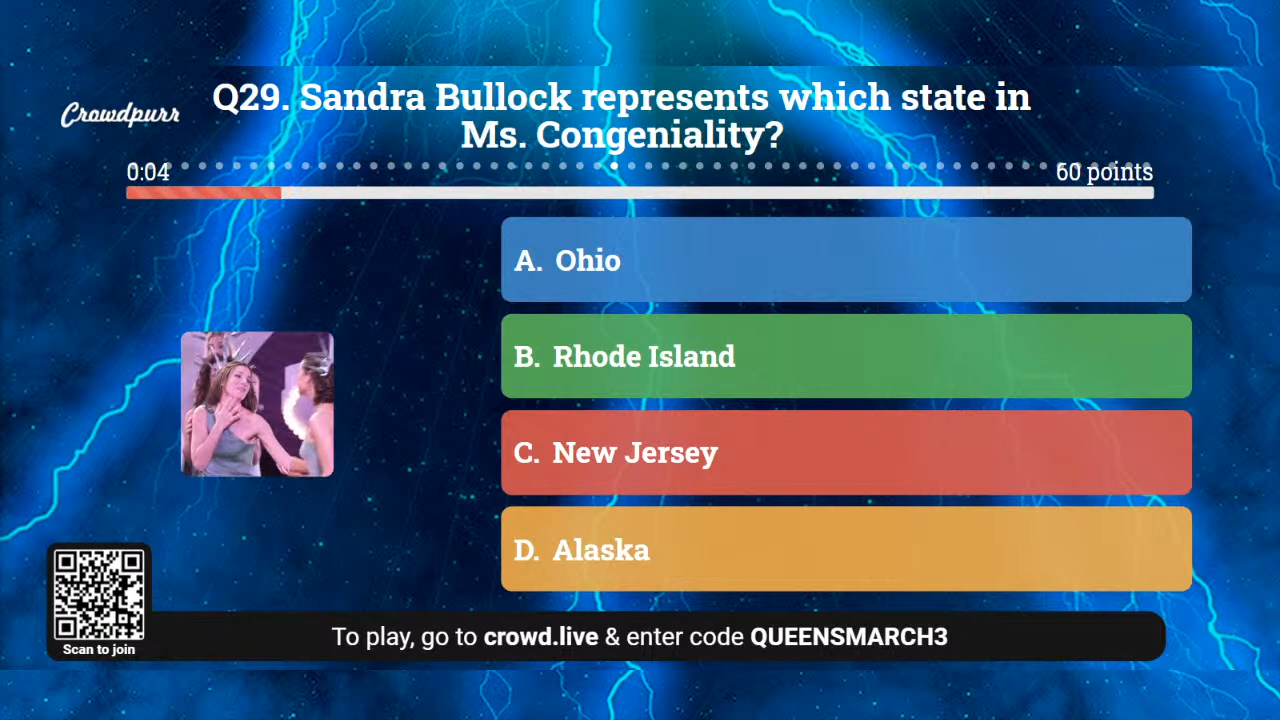 Crowdpurr
Q29. Sandra Bullock represents which state in
Ms. Congeniality?
0:04
60 points
A. Ohio
B. Rhode Island
C. New Jersey
D. Alaska
Scan to join
To play, go to crowd.live & enter code QUEENSMARCH3